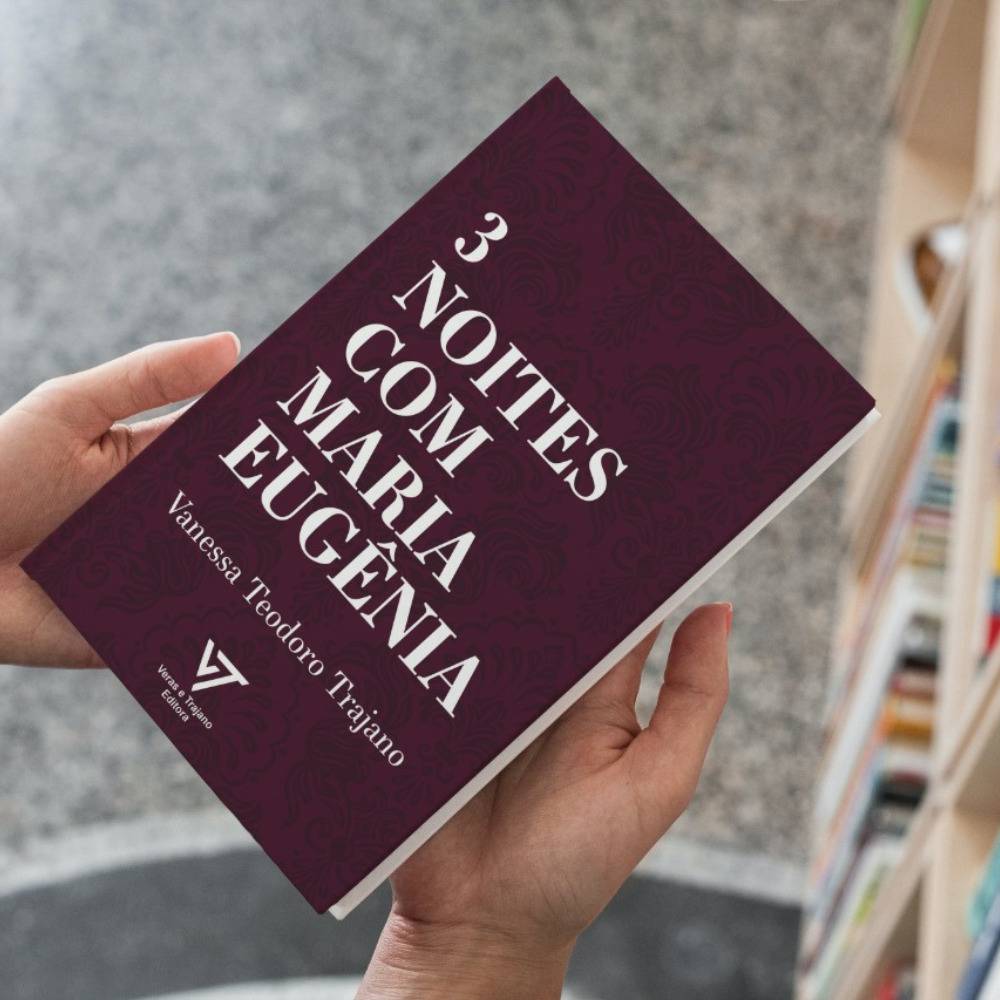 3
NOITES
COM
MARIA
EUGÊNIA
Vanessa Teodoro Trajano
Veras e Trajano
Editora